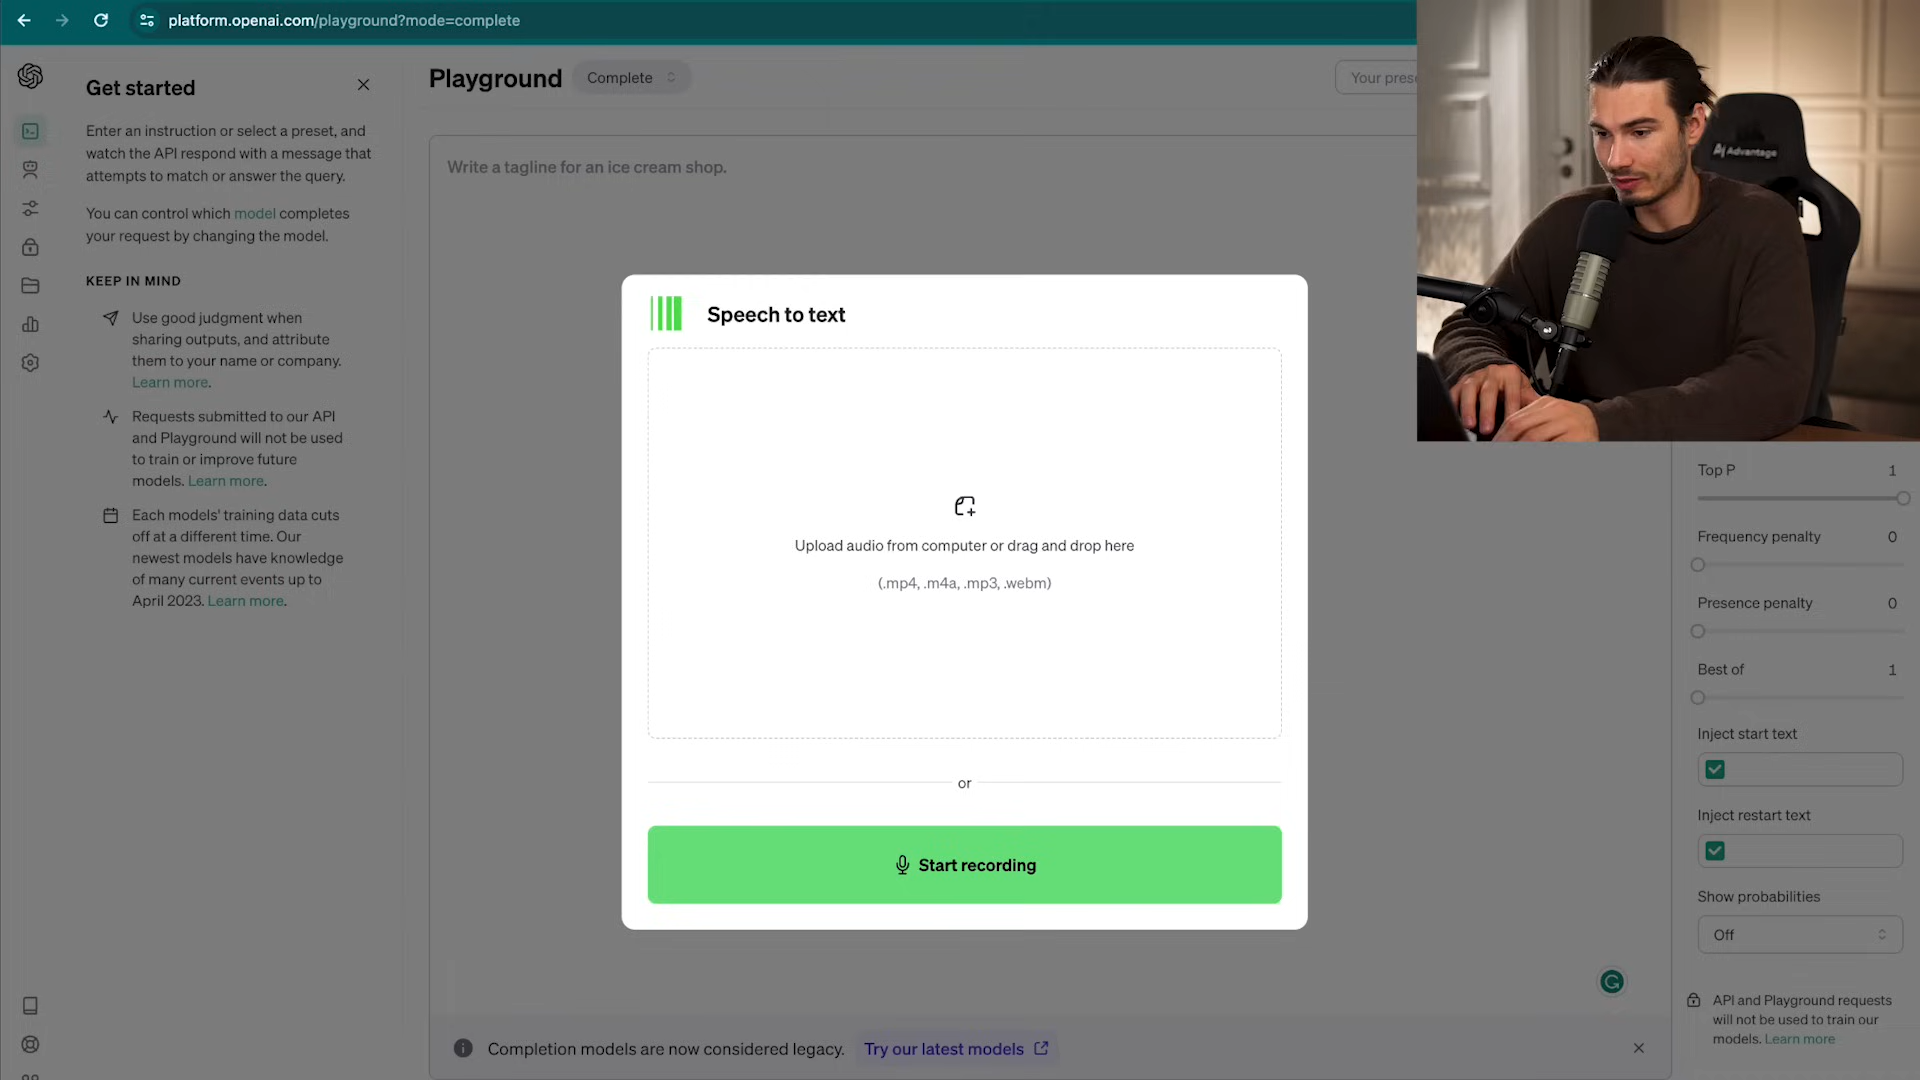 platform.openai.com/playground?mode=complete
Get started
Enter an instruction or select a preset, and
watch the API respond with a message that
attempts to match or answer the query.
You can control which model completes
your request by changing the model.
KEEP IN MIND
Use good judgment when
sharing outputs, and attribute
them to your name or company.
Learn more.
Requests submitted to our API
and Playground will not be used
to train or improve future
models. Learn more.
Each models' training data cuts
off at a different time. Our
newest models have knowledge
of many current events up to
April 2023. Learn more.
Playground
Complete
Your prese
Write a tagline for an ice cream shop.
Speech to text
Upload audio from computer or drag and drop here
(.mp4, .m4a, .mp3, .webm)
or
Start recording
Completion models are now considered legacy. Try our latest models
Advantage
Top P 1
Frequency penalty 0
Presence penalty 0
Best of 1
Inject start text
Inject restart text
Show probabilities
Off
API and Playground requests
will not be used to train our
models. Learn more